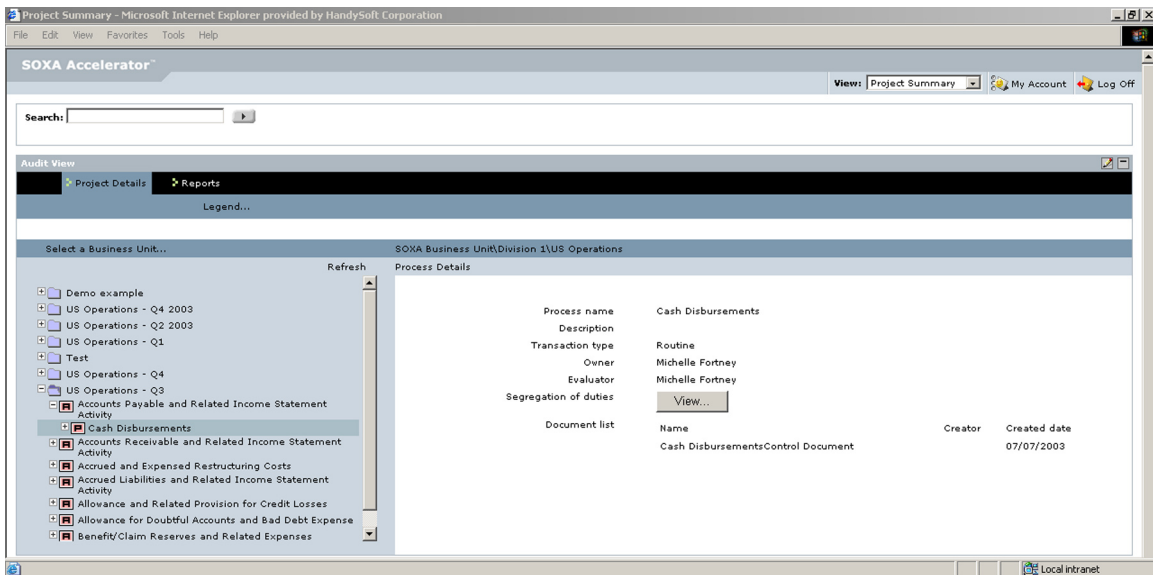 Project Summary - Microsoft Internet Explorer provided by HandySoft Corporation
File Edit View Favorites Tools Help
SOXA Accelerator™
View: Project Summary My Account Log Off
Search:
Audit View
Project Details Reports
Legend...
Select a Business Unit... SOXA Business Unit\Division 1\US Operations
Refresh Process Details
Demo example
US Operations - Q4 2003
US Operations - Q2 2003
US Operations - Q1
Test
US Operations - Q4
US Operations - Q3
Accounts Payable and Related Income Statement
Activity
Cash Disbursements
Accounts Receivable and Related Income Statement
Activity
Accrued and Expensed Restructuring Costs
Accrued Liabilities and Related Income Statement
Activity
Allowance and Related Provision for Credit Losses
Allowance for Doubtful Accounts and Bad Debt Expense
Benefit/Claim Reserves and Related Expenses
Process name Cash Disbursements
Description
Transaction type Routine
Owner Michelle Fortney
Evaluator Michelle Fortney
Segregation of duties View...
Document list Name Creator Created date
Cash DisbursementsControl Document 07/07/2003
Local intranet